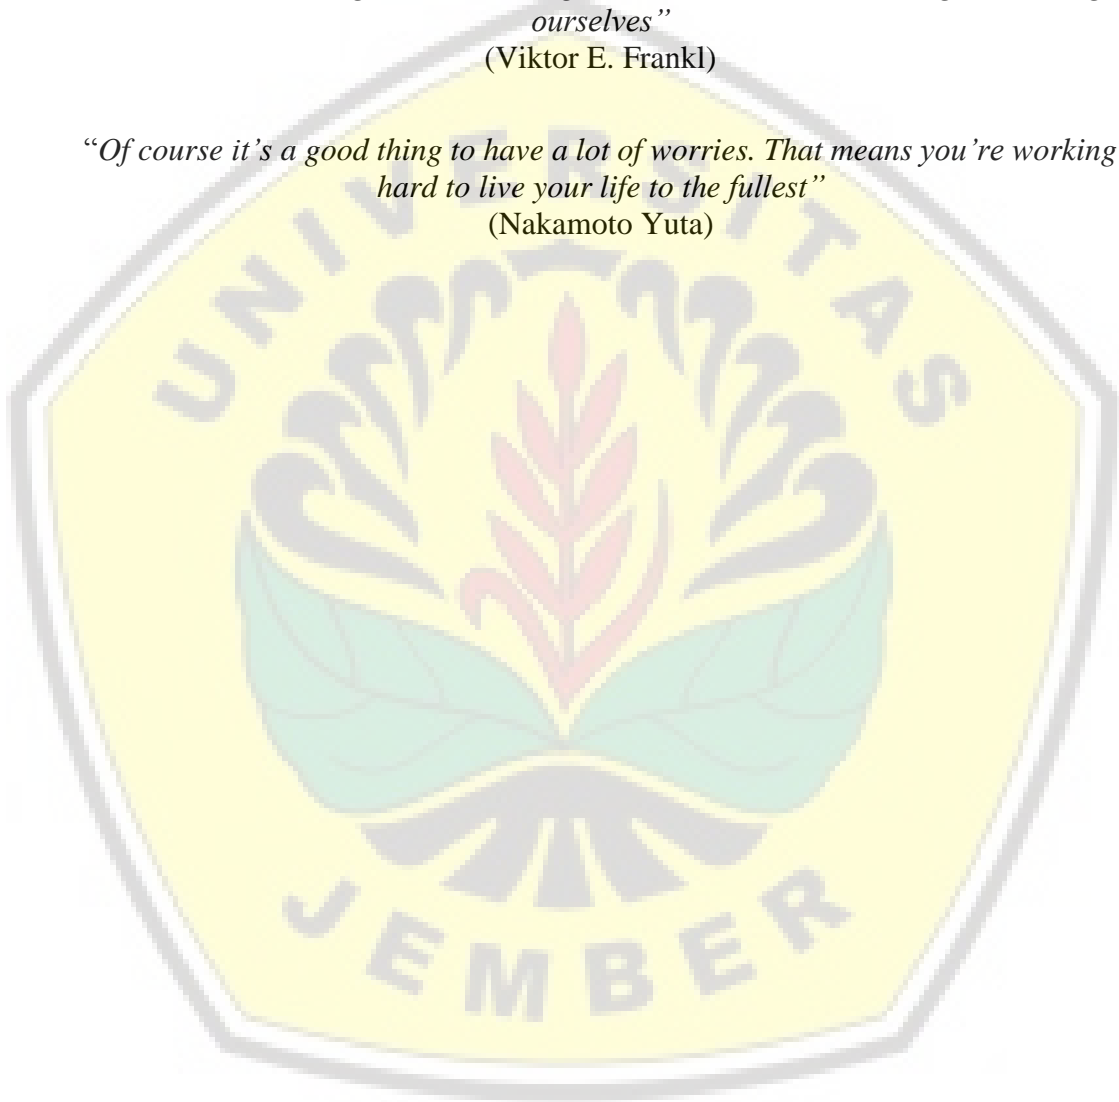 ourselves”
(Viktor E. Frankl)
“Of course it’s a good thing to have a lot of worries. That means you’re working
hard to live your life to the fullest”
(Nakamoto Yuta)
UNIVERSITAS
JEMBER